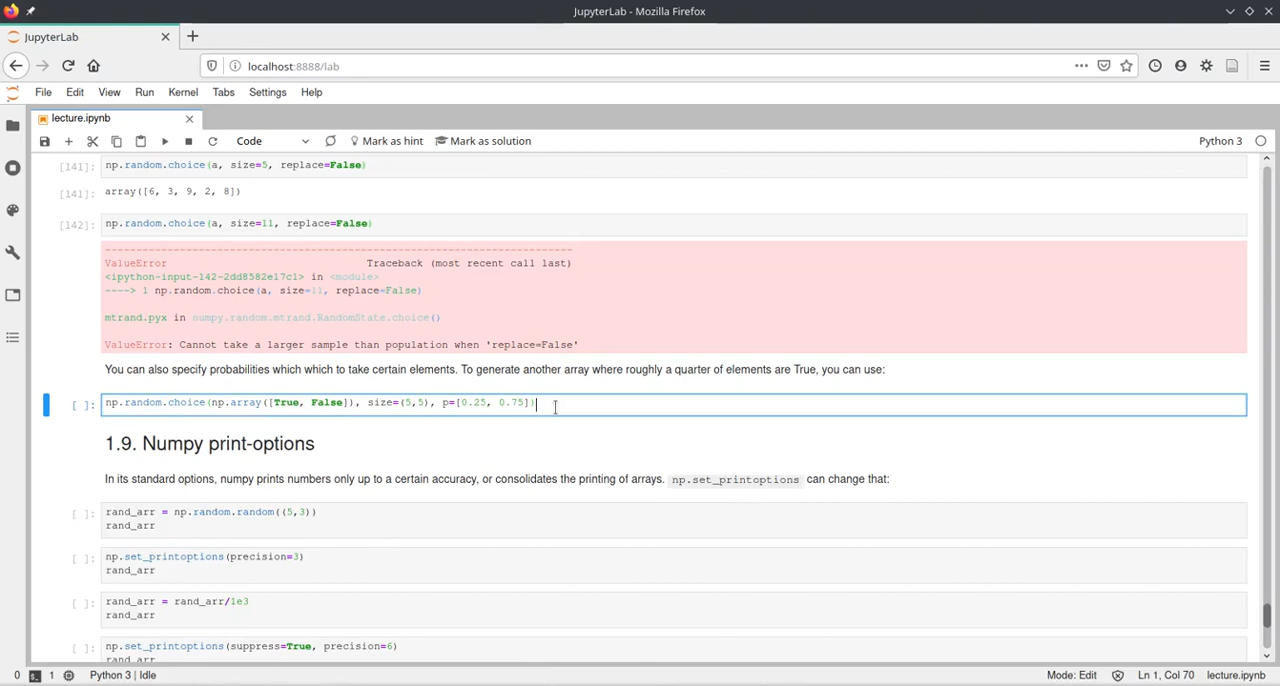 JupyterLab - Mozilla Firefox
JupyterLab
localhost:8888/lab
File Edit View Run Kernel Tabs Settings Help
lecture.ipynb
Code Mark as hint Mark as solution Python 3
[141]: np.random.choice(a, size=5, replace=False)
[141]: array([6, 3, 9, 2, 8])
[142]: np.random.choice(a, size=11, replace=False)
---------------------------------------------------------------------------
ValueError Traceback (most recent call last)
<ipython-input-142-2dd8582e17c1> in <module>
----> 1 np.random.choice(a, size=11, replace=False)
mtrand.pyx in numpy.random.mtrand.RandomState.choice()
ValueError: Cannot take a larger sample than population when 'replace=False'
You can also specify probabilities which which to take certain elements. To generate another array where roughly a quarter of elements are True, you can use:
[ ]: np.random.choice(np.array([True, False]), size=(5,5), p=[0.25, 0.75])
1.9. Numpy print-options
In its standard options, numpy prints numbers only up to a certain accuracy, or consolidates the printing of arrays. np.set_printoptions can change that:
[ ]: rand_arr = np.random.random((5,3))
rand_arr
[ ]: np.set_printoptions(precision=3)
rand_arr
[ ]: rand_arr = rand_arr/1e3
rand_arr
[ ]: np.set_printoptions(suppress=True, precision=6)
rand_arr
0 1 Python 3 | Idle Mode: Edit Ln 1, Col 70 lecture.ipynb